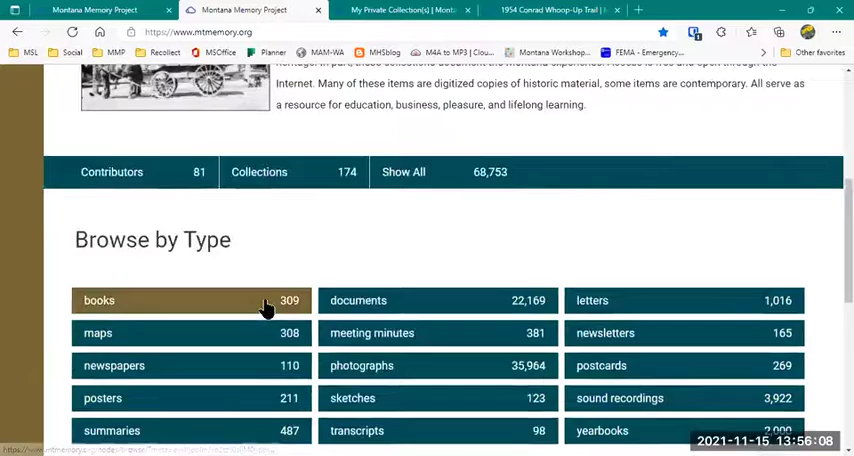 Montana Memory Project
Montana Memory Project
My Private Collection(s) | Monta
1954 Conrad Whoop-Up Trail |
https://www.mtmemory.org
MSL
Social
MMP
Recollect
MSOffice
Planner
MAM-WA
MHSblog
M4A to MP3 | Clou...
Montana Workshop...
FEMA - Emergency...
Other favorites
Internet. Many of these items are digitized copies of historic material, some items are contemporary. All serve as
a resource for education, business, pleasure, and lifelong learning.
Contributors 81 Collections 174 Show All 68,753
Browse by Type
books 309 documents 22,169 letters 1,016
maps 308 meeting minutes 381 newsletters 165
newspapers 110 photographs 35,964 postcards 269
posters 211 sketches 123 sound recordings 3,922
summaries 487 transcripts 98 yearbooks 2,000
2021-11-15 13:56:08